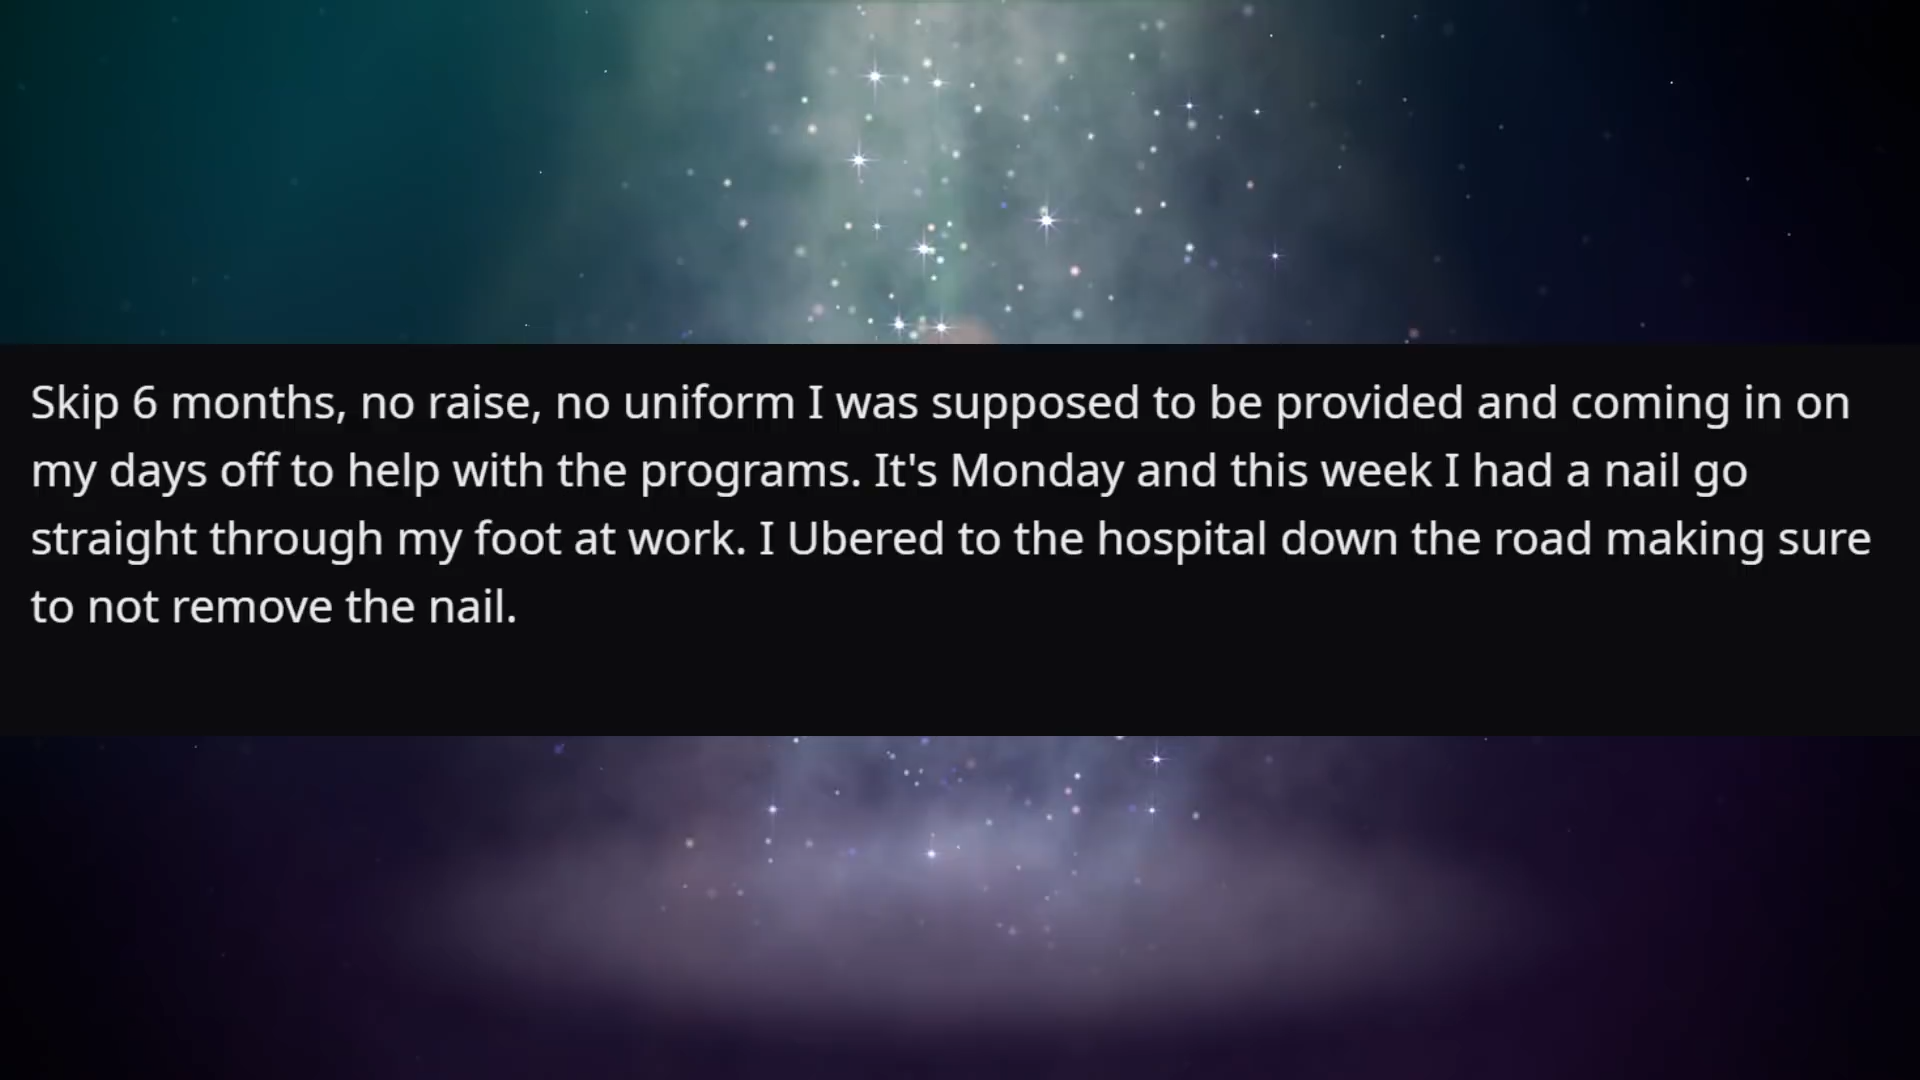 Skip 6 months, no raise, no uniform I was supposed to be provided and coming in on
my days off to help with the programs. It's Monday and this week I had a nail go
straight through my foot at work. I Ubered to the hospital down the road making sure
to not remove the nail.